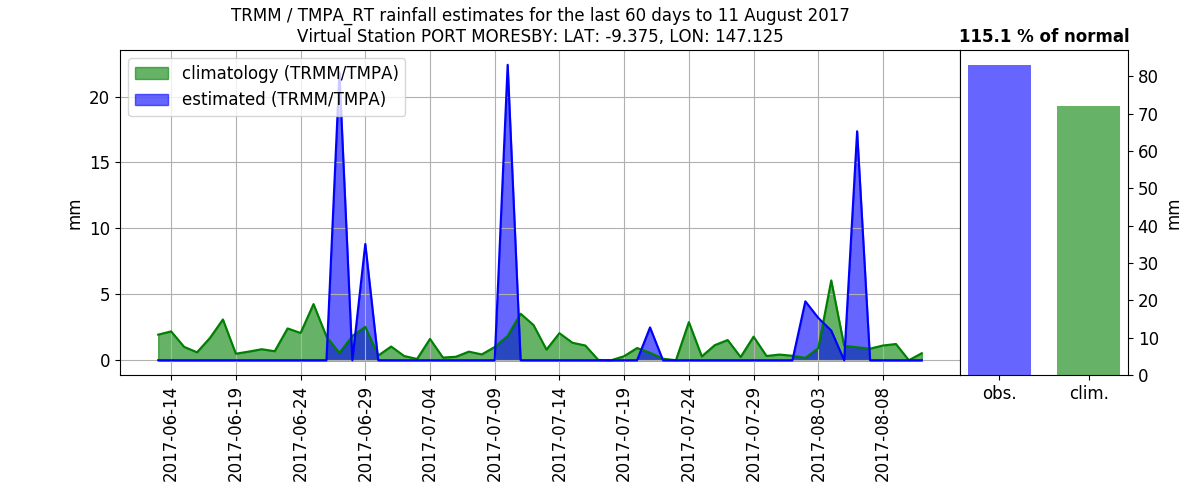 TRMM / TMPA_RT rainfall estimates for the last 60 days to 11 August 2017
Virtual Station PORT MORESBY: LAT: -9.375, LON: 147.125
115.1 % of normal
climatology (TRMM/TMPA)
estimated (TRMM/TMPA)
mm
20
15
10
5
0
2017-06-14
2017-06-19
2017-06-24
2017-06-29
2017-07-04
2017-07-09
2017-07-14
2017-07-19
2017-07-24
2017-07-29
2017-08-03
2017-08-08
80
70
60
50
40
30
20
10
0
mm
obs.
clim.